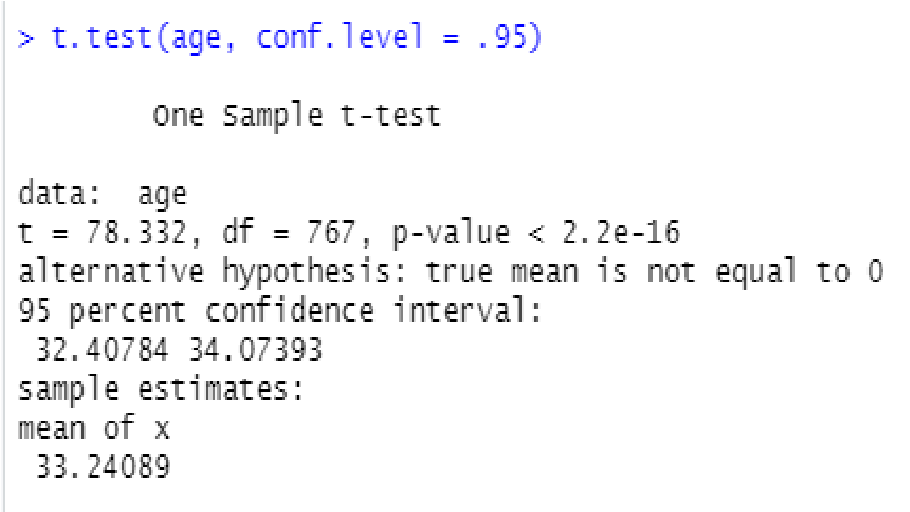 > t.test(age, conf.level = .95)
One Sample t-test
data: age
t = 78.332, df = 767, p-value < 2.2e-16
alternative hypothesis: true mean is not equal to 0
95 percent confidence interval:
32.40784 34.07393
sample estimates:
mean of x
33.24089